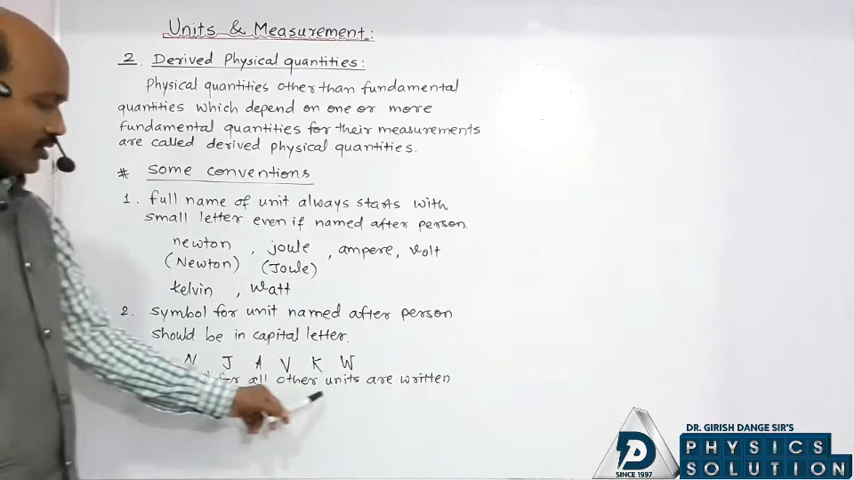 Units & Measurement:
2. Derived Physical quantities:
Physical quantities other than fundamental
quantities which depend on one or more
fundamental quantities for their measurements
are called derived physical quantities.
# Some conventions
1. full name of unit always starts with
small letter even if named after person
newton, joule, ampere, volt
(Newton) (Joule)
kelvin, watt
2. symbol for unit named after person
should be in capital letter.
N J A V K W
for all other units are written
DR. GIRISH DANGE SIR'S
PHYSICS
SOLUTION
SINCE 1997